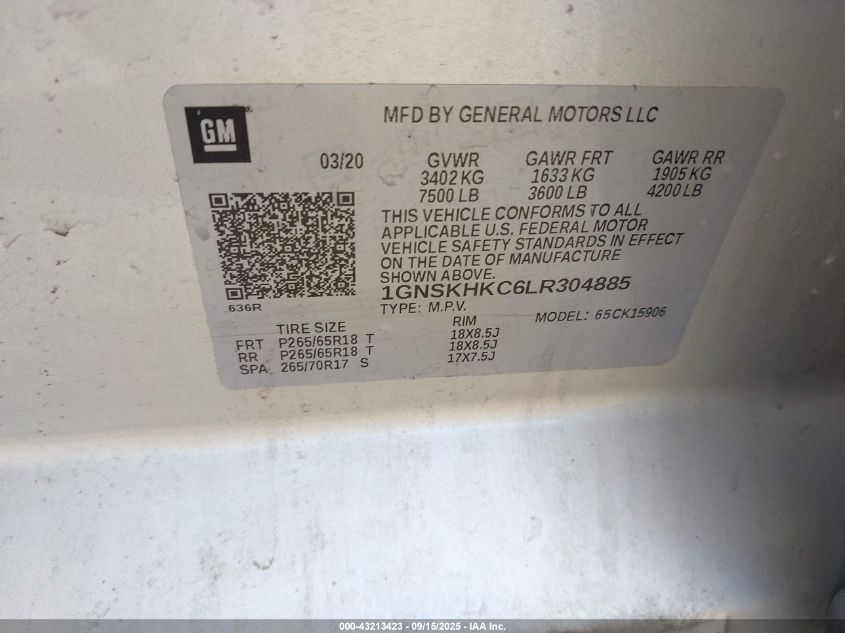 GM
MFD BY GENERAL MOTORS LLC
03/20 GVWR GAWR FRT GAWR RR
3402 KG 1633 KG 1905 KG
7500 LB 3600 LB 4200 LB
THIS VEHICLE CONFORMS TO ALL
APPLICABLE U.S. FEDERAL MOTOR
VEHICLE SAFETY STANDARDS IN EFFECT
ON THE DATE OF MANUFACTURE
SHOWN ABOVE.
1GNSKHKC6LR304885
636R
TYPE: M.P.V. MODEL: 65CK15906
TIRE SIZE RIM
FRT P265/65R18 T 18X8.5J
RR P265/65R18 T 18X8.5J
SPA 265/70R17 S 17X7.5J
000-43213423 - 09/15/2025 - IAA Inc.